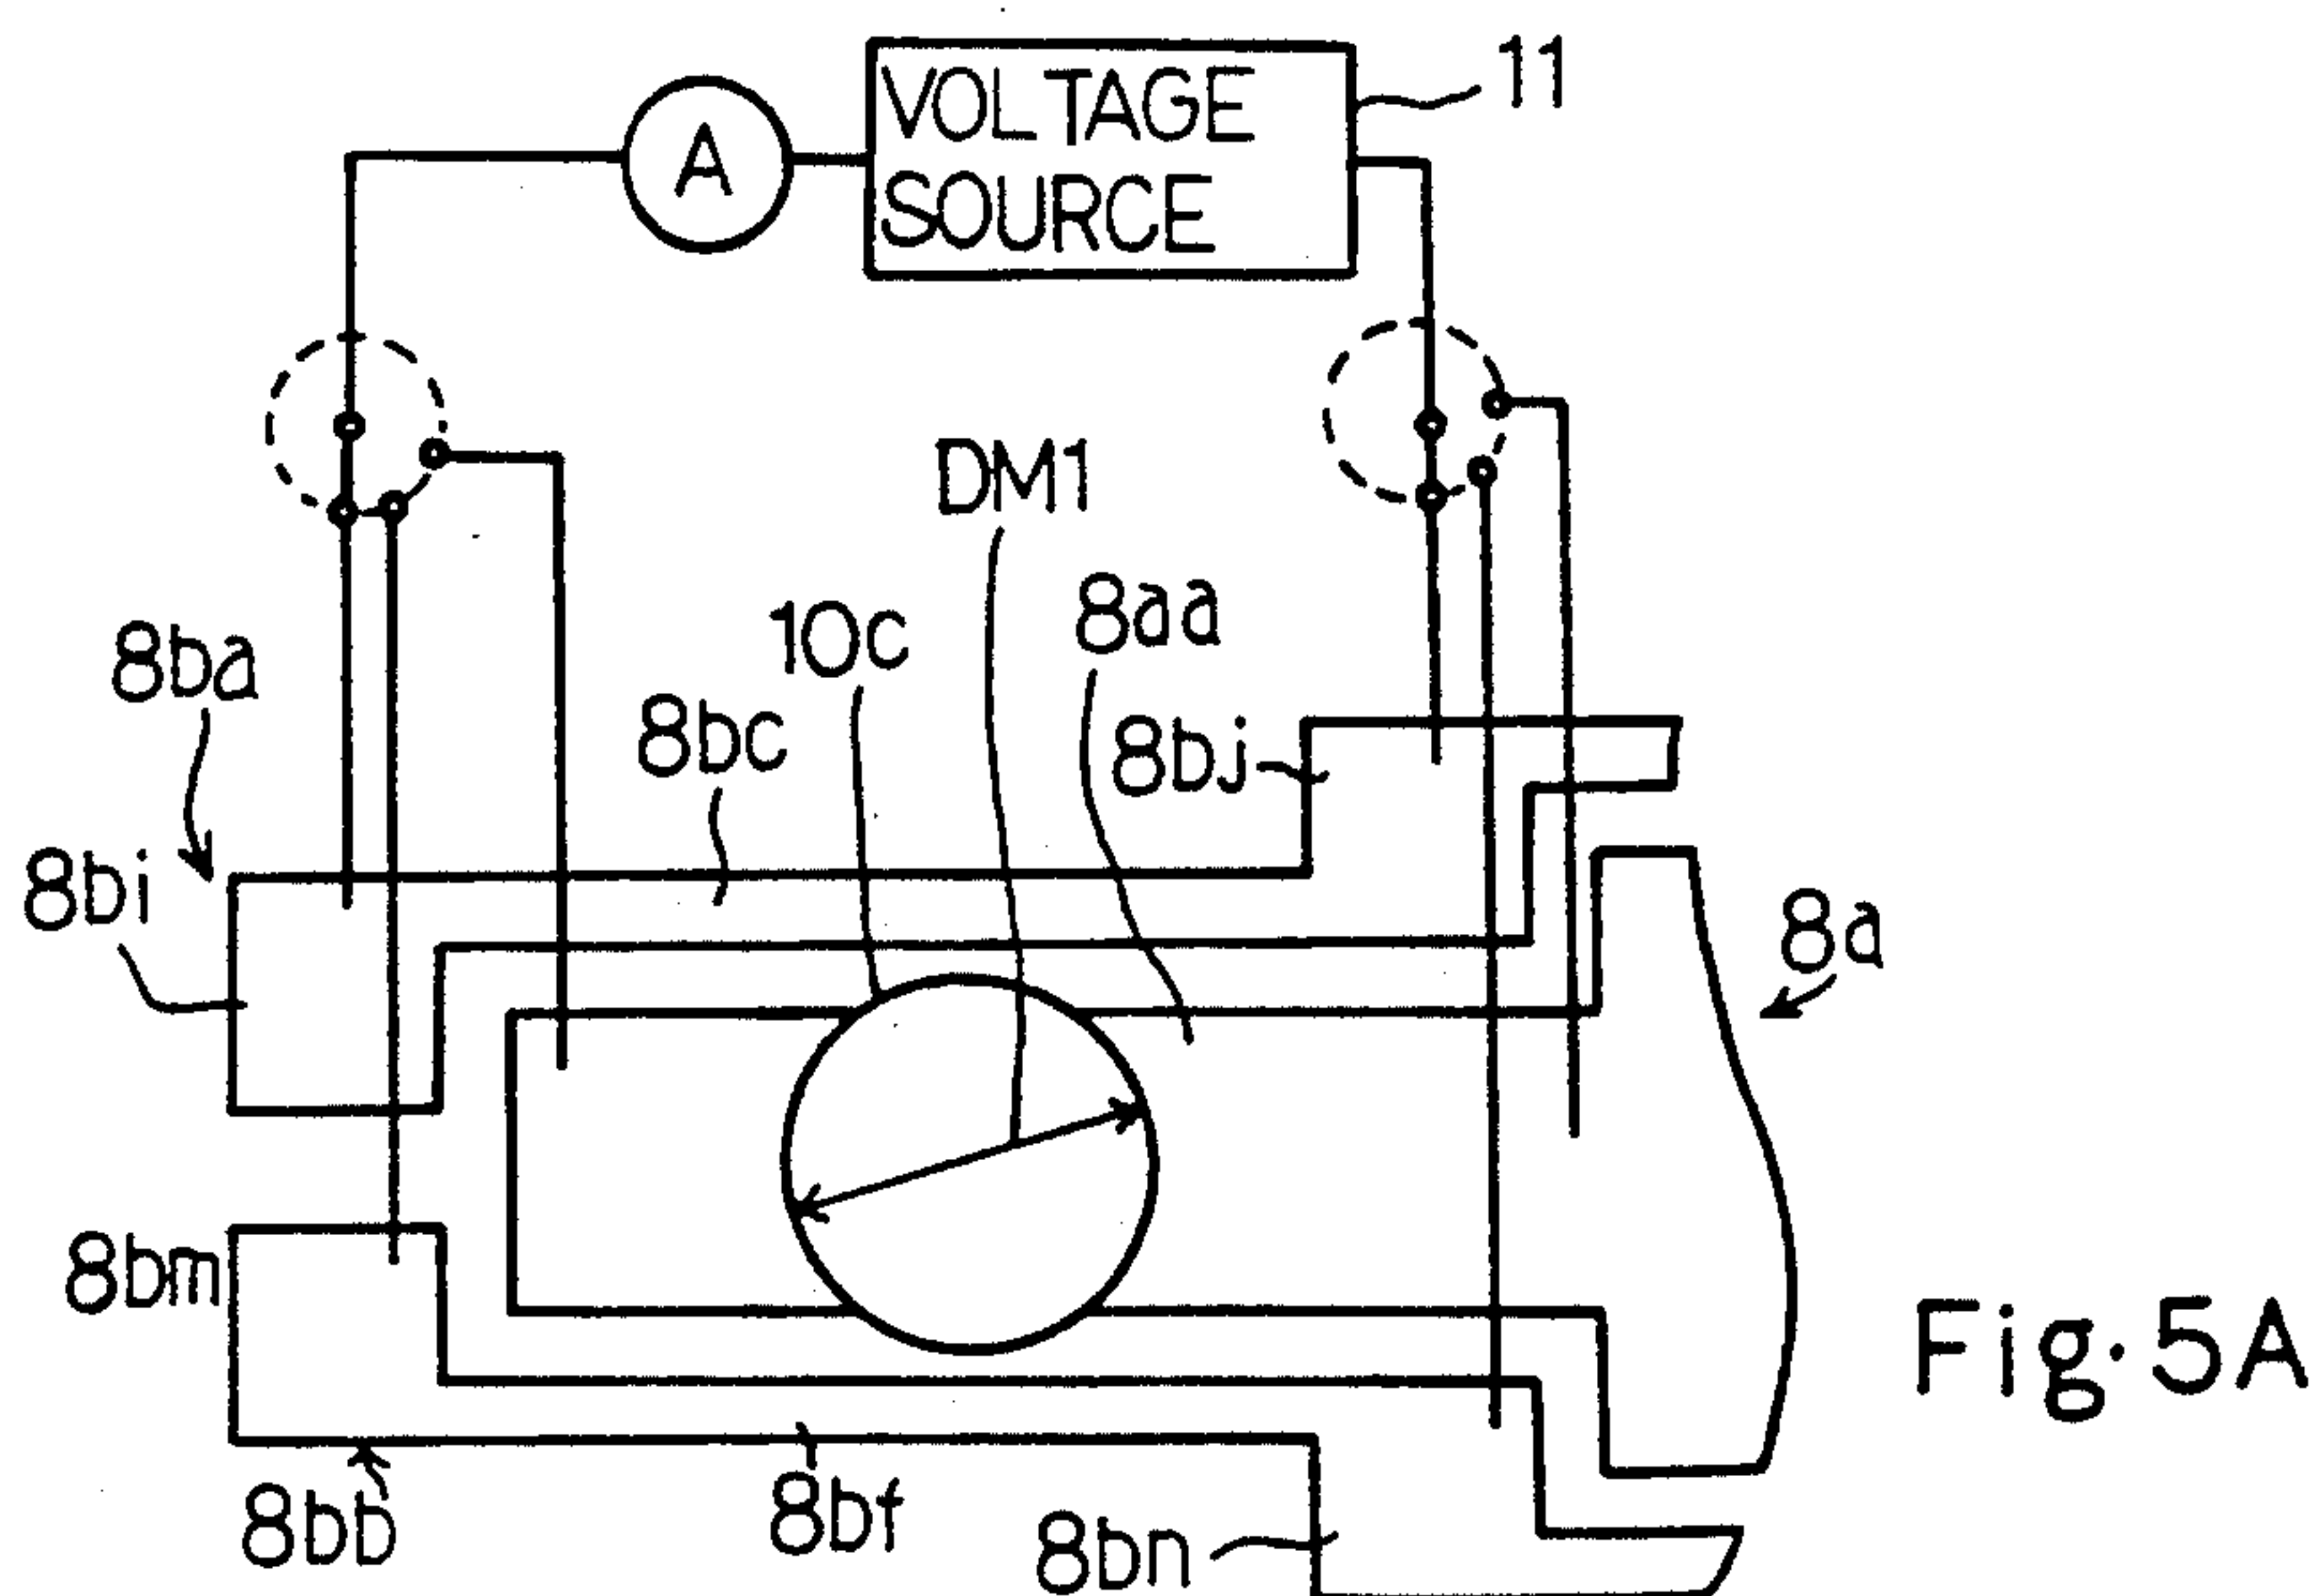 VOLTAGE
SOURCE
11
A
DM1
10c
8aa
8ba
8bc
8bj
8bi
8a
8bm
8bb
8bf
8bn
Fig.5A